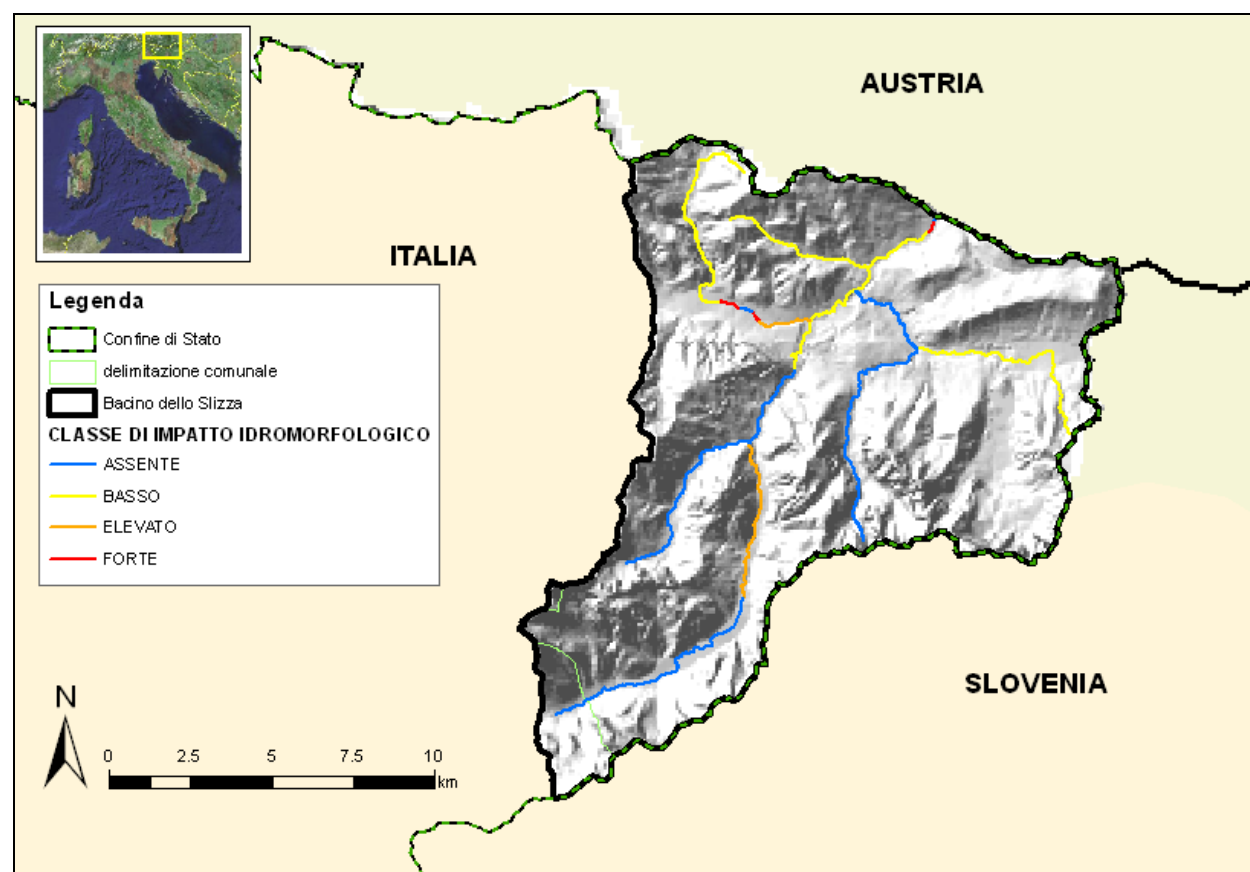 AUSTRIA
ITALIA
Legenda
Confine di Stato
delimitazione comunale
Bacino dello Slizza
CLASSE DI IMPATTO IDROMORFOLOGICO
ASSENTE
BASSO
ELEVATO
FORTE
SLOVENIA
N
0 2.5 5 7.5 10
km